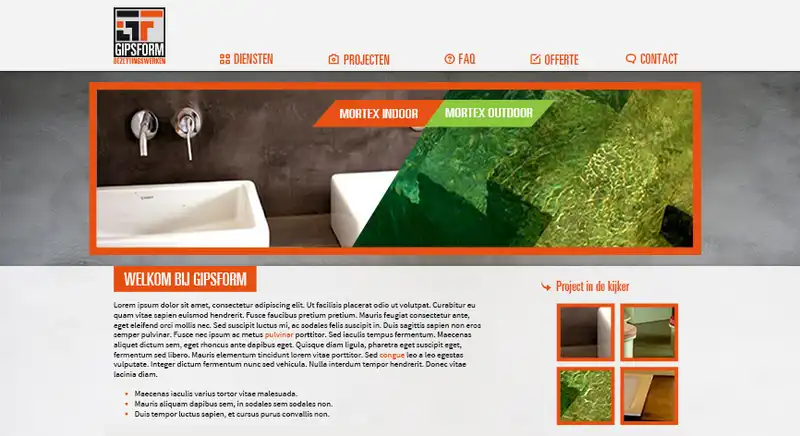 GIPSFORM
BEZETTINGSWERKEN
DIENSTEN
PROJECTEN
FAQ
OFFERTE
CONTACT
MORTEX INDOOR
MORTEX OUTDOOR
WELKOM BIJ GIPSFORM
Lorem ipsum dolor sit amet, consectetur adipiscing elit. Ut facilisis placerat odio ut volutpat. Curabitur eu
quam vitae sapien euismod hendrerit. Fusce faucibus pretium pretium. Mauris feugiat consectetur ante,
eget eleifend orci mollis nec. Sed suscipit luctus mi, ac sodales felis suscipit in. Duis sagittis sapien non eros
semper pulvinar. Fusce nec ipsum ac metus pulvinar porttitor. Sed iaculis tempus fermentum. Maecenas
aliquet dictum sem, eget rhoncus ante dapibus eget. Quisque diam ligula, pharetra eget suscipit eget,
fermentum sed libero. Mauris elementum tincidunt lorem vitae porttitor. Sed congue leo a leo egestas
vulputate. Integer dictum fermentum nunc sed vehicula. Nulla interdum tempor hendrerit. Donec vitae
lacinia diam.
Maecenas iaculis varius tortor vitae malesuada.
Mauris aliquam dapibus sem, in sodales sem sodales non.
Duis tempor luctus sapien, et cursus purus convallis non.
Project in de kijker